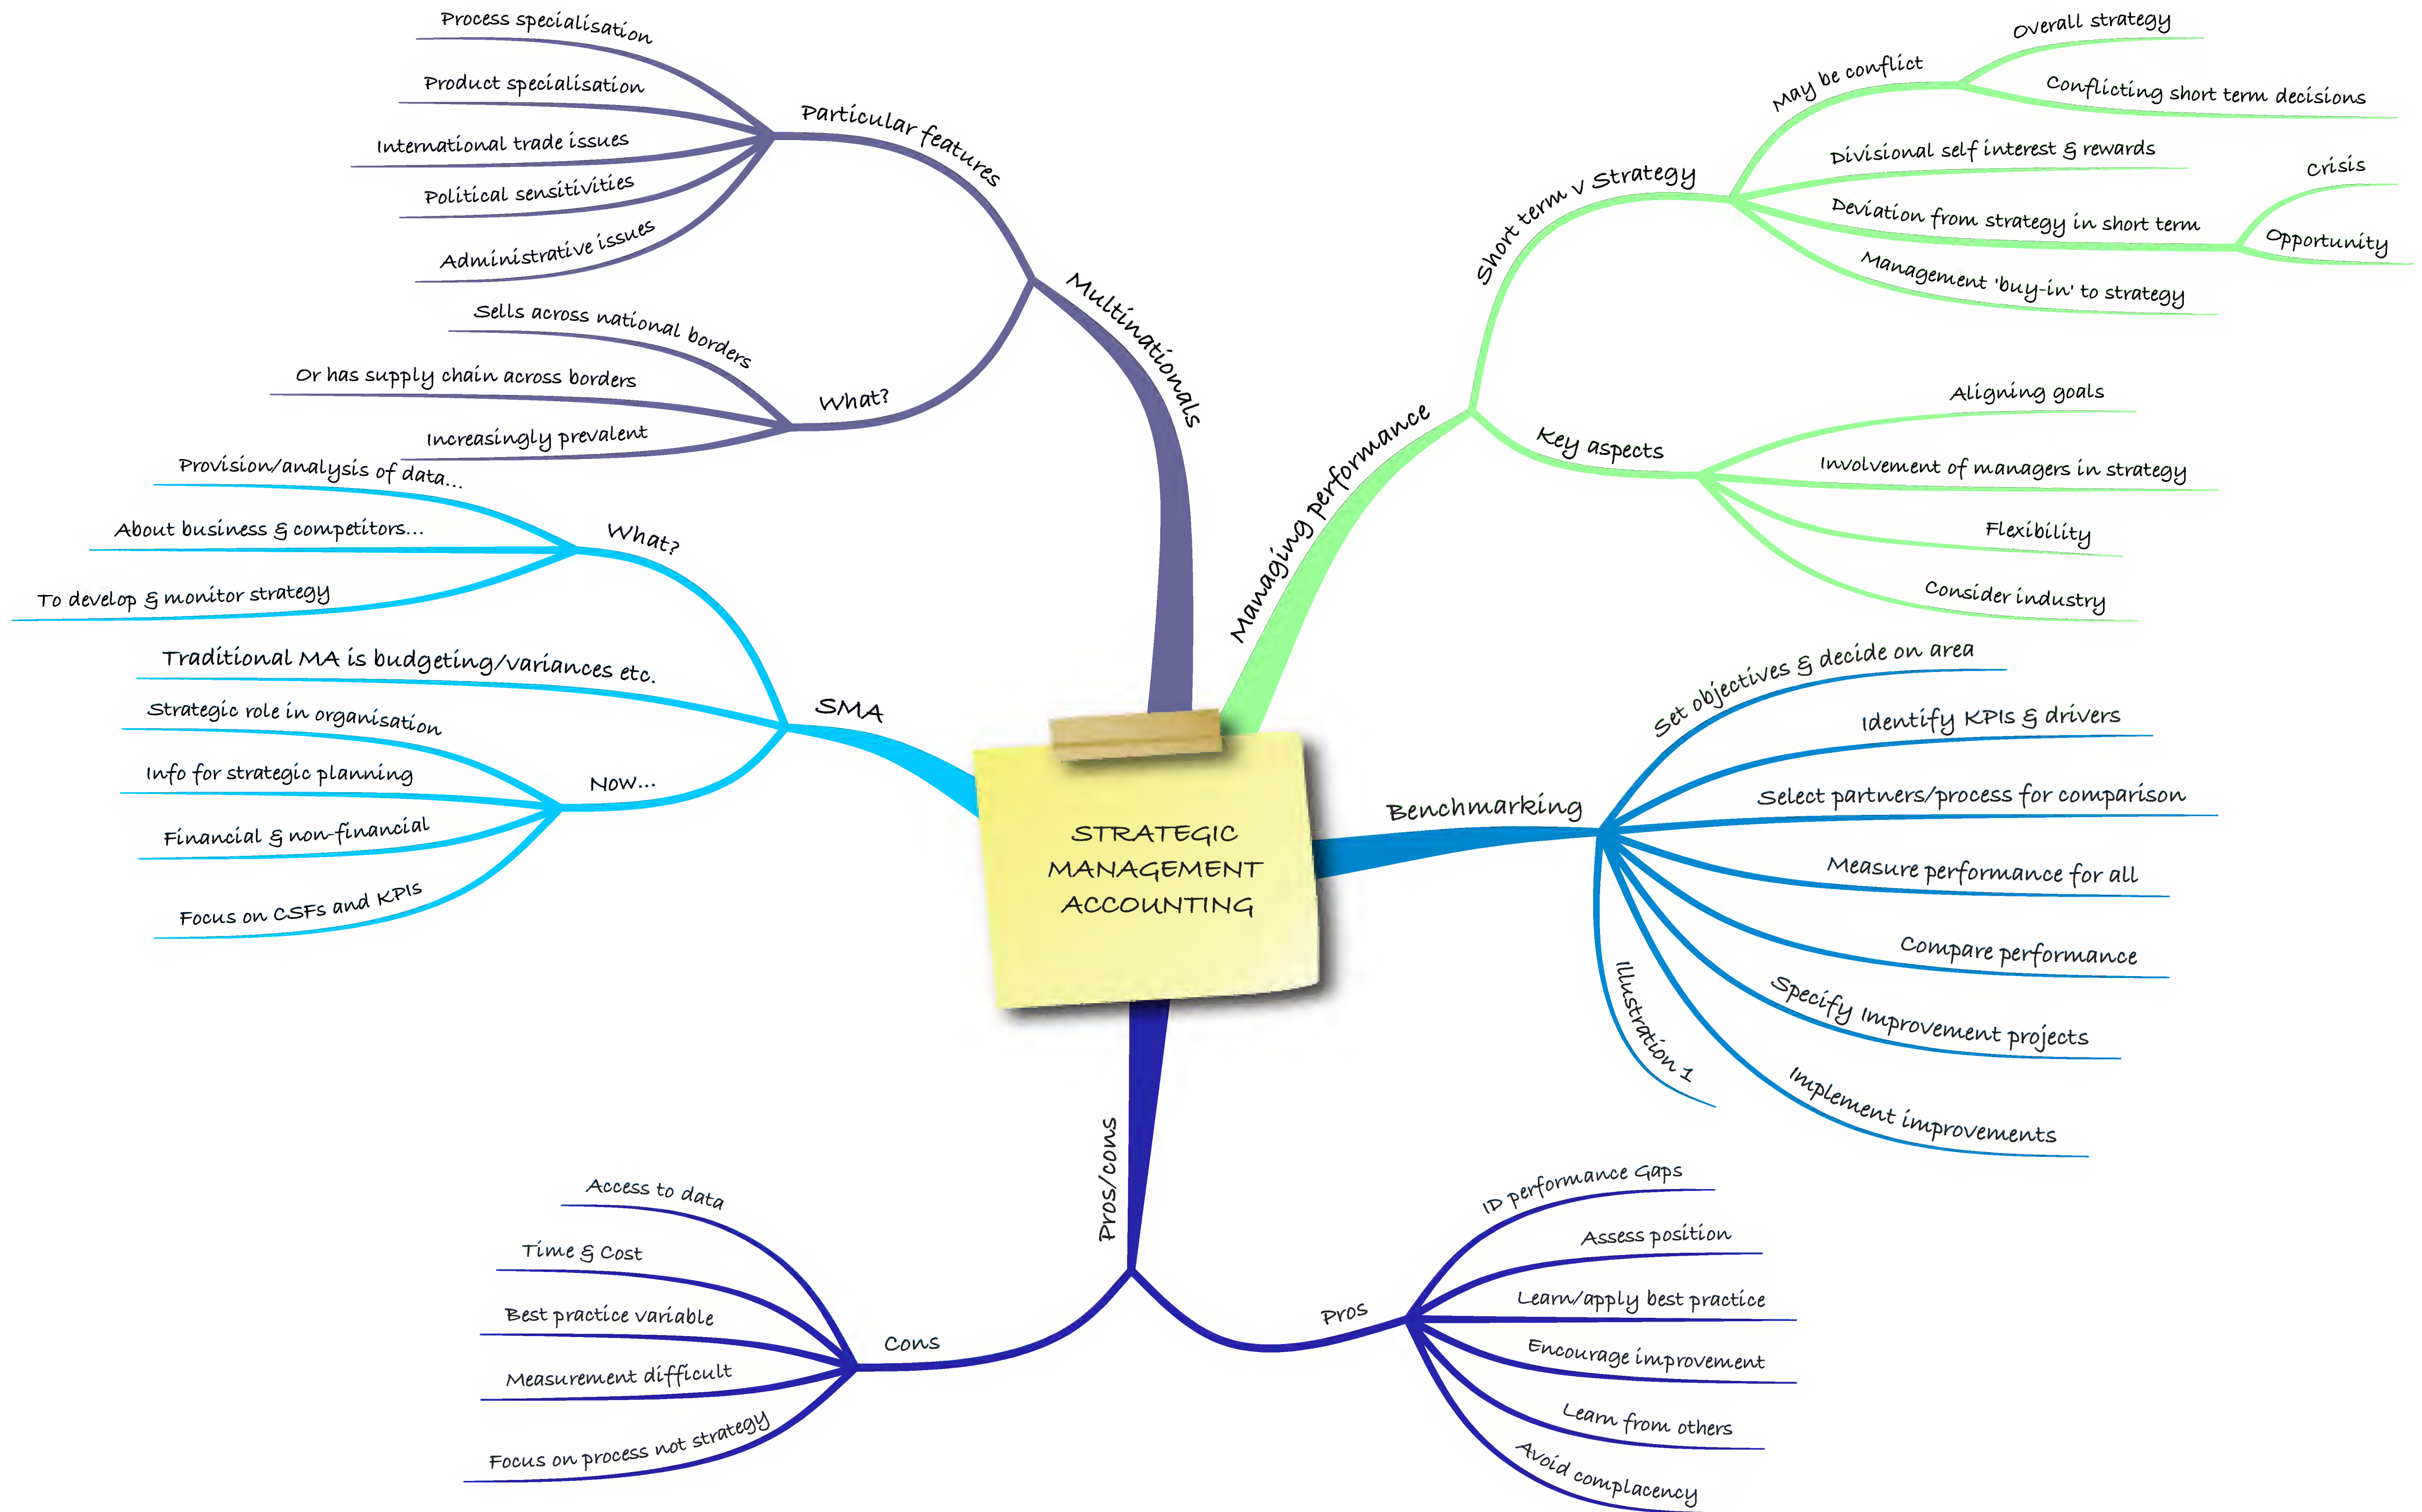 STRATEGIC
MANAGEMENT
ACCOUNTING
Multinationals
Particular features
Process specialisation
Product specialisation
International trade issues
Political sensitivities
Administrative issues
What?
Sells across national borders
Or has supply chain across borders
Increasingly prevalent
SMA
What?
Provision/analysis of data...
About business & competitors...
To develop & monitor strategy
Traditional MA is budgeting/variances etc.
Now...
Strategic role in organisation
Info for strategic planning
Financial & non-financial
Focus on CSFs and KPIs
Managing performance
Short term v Strategy
May be conflict
Overall strategy
Conflicting short term decisions
Divisional self interest & rewards
Deviation from strategy in short term
Crisis
Opportunity
Management 'buy-in' to strategy
Key aspects
Aligning goals
Involvement of managers in strategy
Flexibility
Consider industry
Benchmarking
Set objectives & decide on area
Identify KPIs & drivers
Select partners/process for comparison
Measure performance for all
Compare performance
Specify Improvement projects
Implement improvements
Illustration 1
Pros/cons
Cons
Access to data
Time & Cost
Best practice variable
Measurement difficult
Focus on process not strategy
Pros
ID performance Gaps
Assess position
Learn/apply best practice
Encourage improvement
Learn from others
Avoid complacency